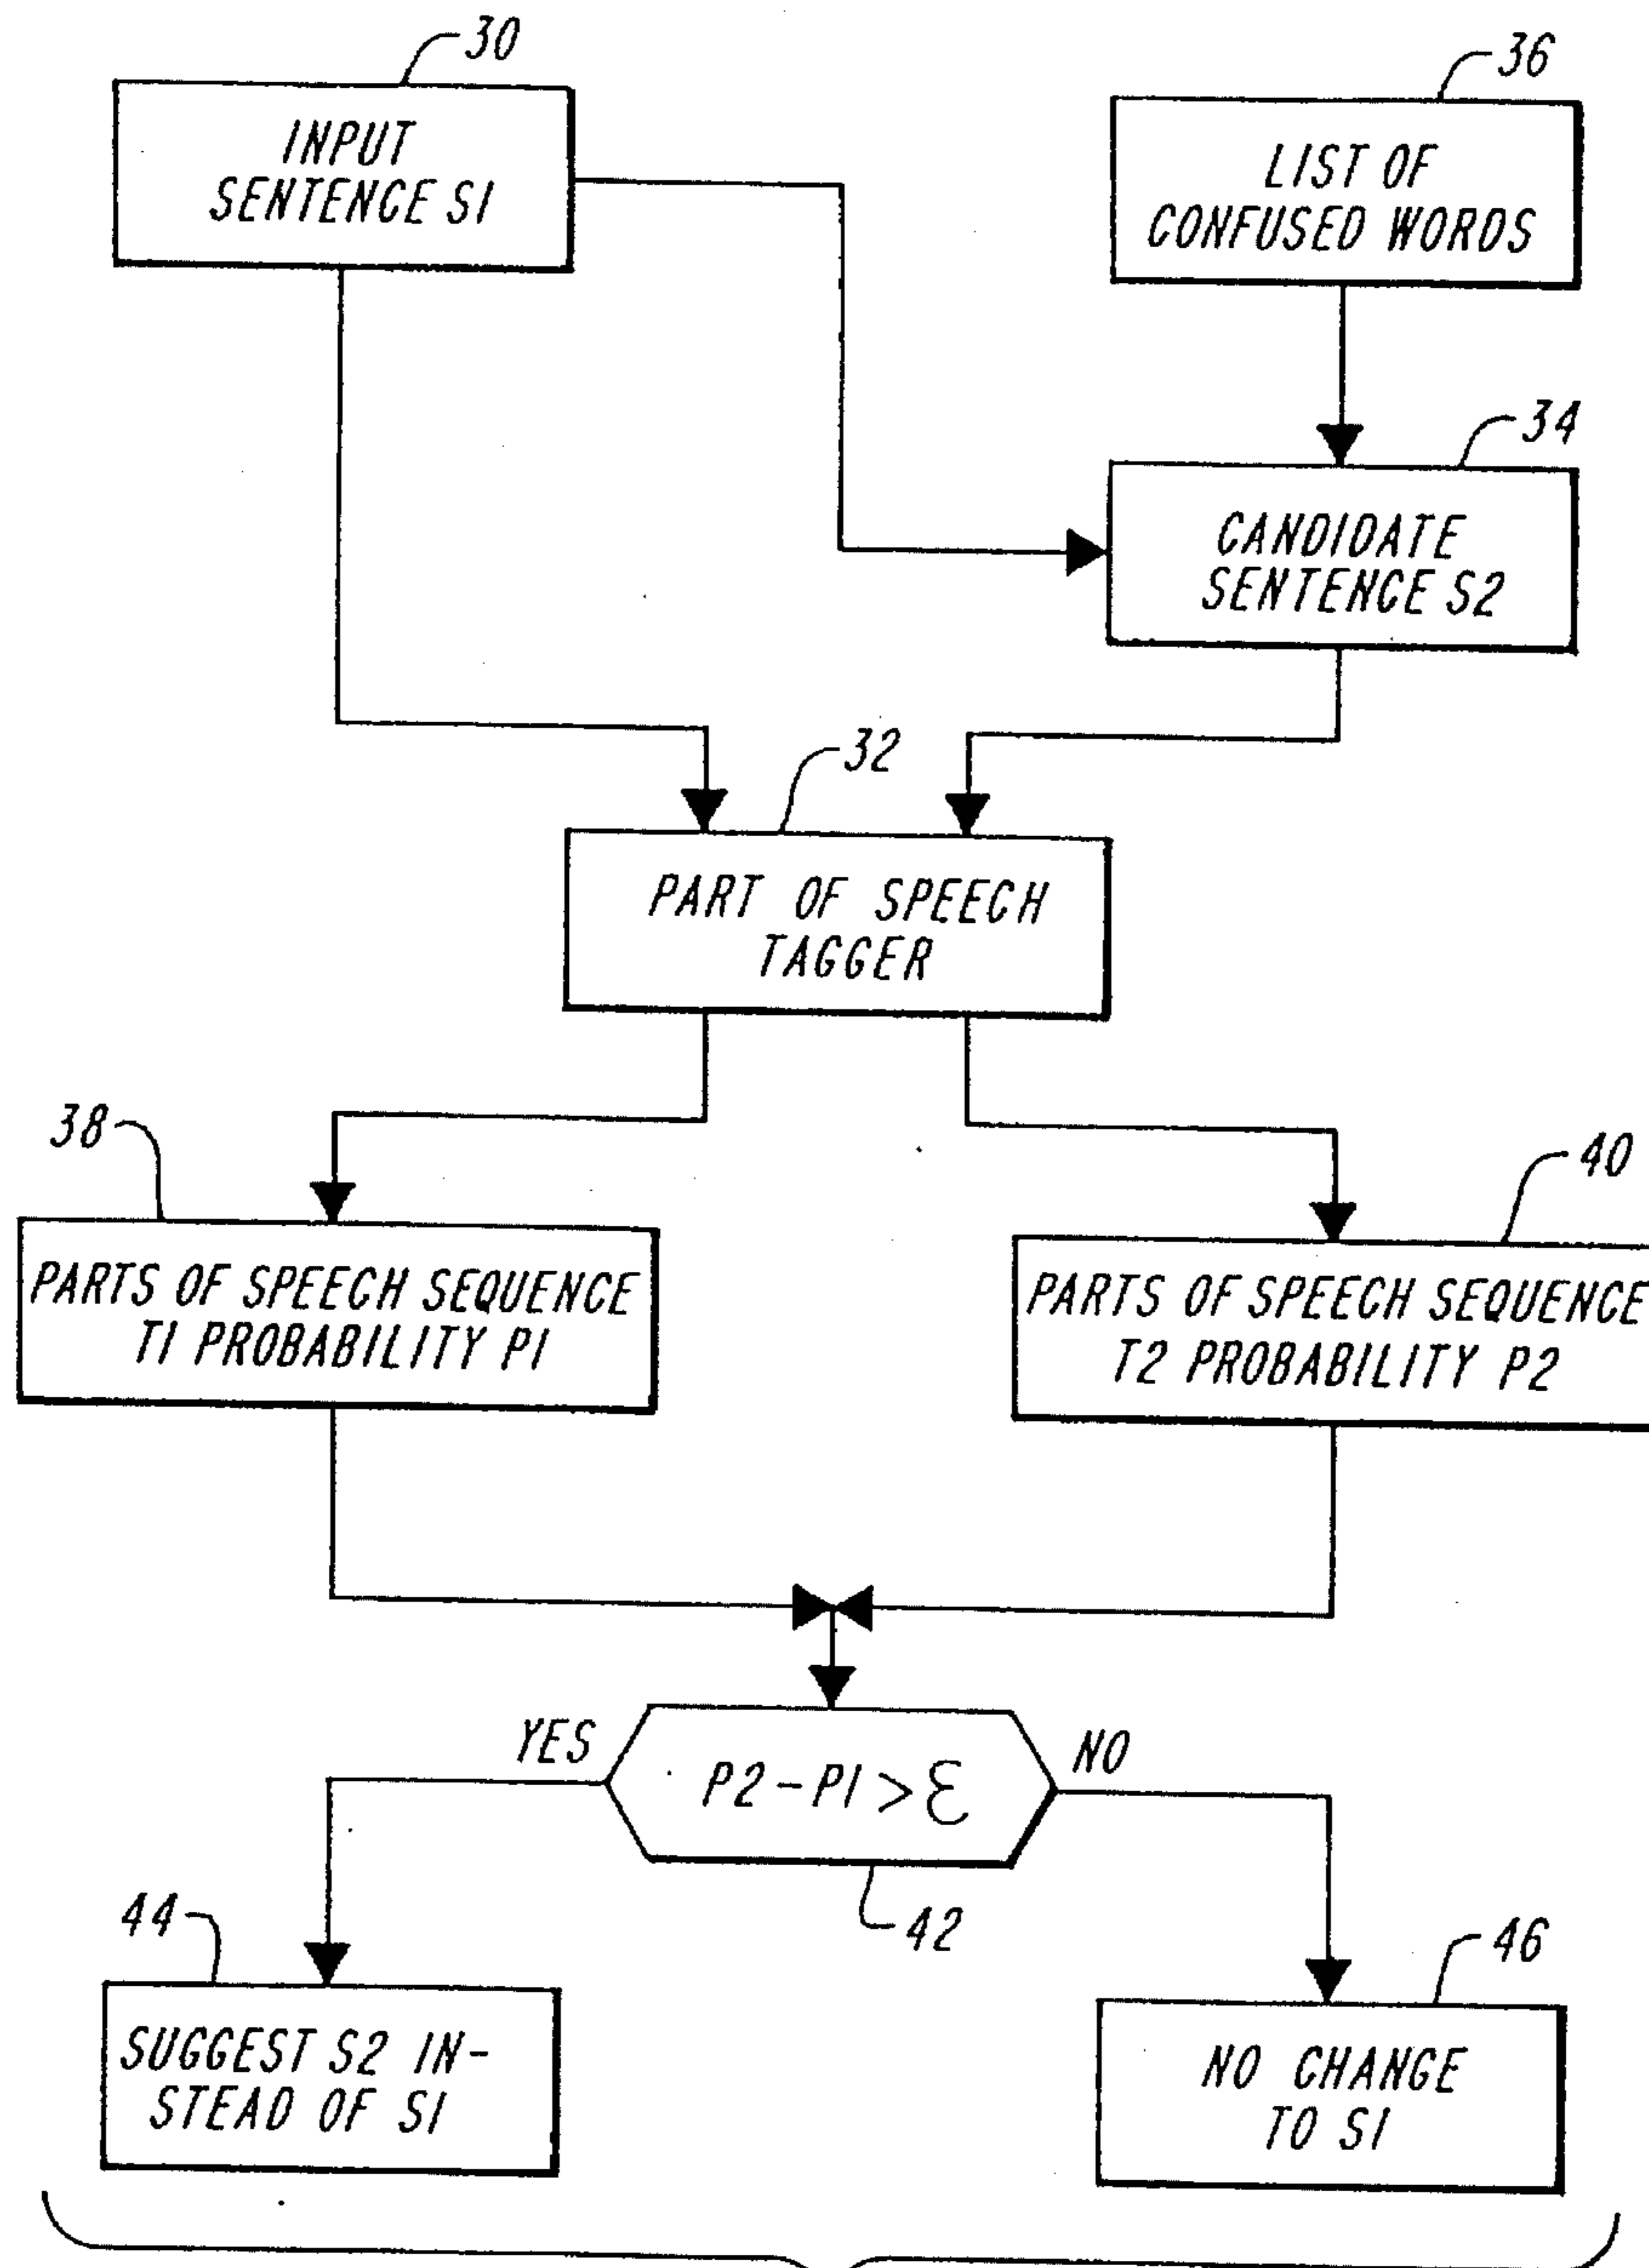 30
INPUT
SENTENCE S1
36
LIST OF
CONFUSED WORDS
34
CANDIDATE
SENTENCE S2
32
PART OF SPEECH
TAGGER
38
PARTS OF SPEECH SEQUENCE
T1 PROBABILITY P1
40
PARTS OF SPEECH SEQUENCE
T2 PROBABILITY P2
YES
P2-P1>Ɛ
NO
42
44
SUGGEST S2 IN-
STEAD OF S1
46
NO CHANGE
TO S1